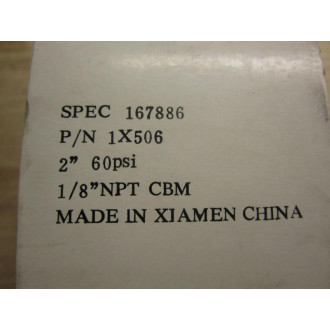 SPEC 167886
P/N 1X506
2" 60psi
1/8"NPT CBM
MADE IN XIAMEN CHINA